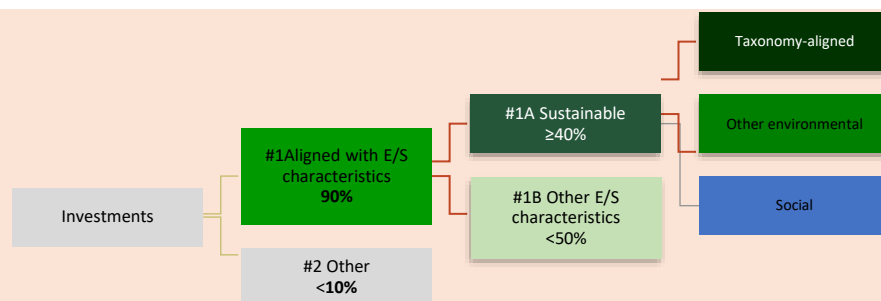 Taxonomy-aligned
#1A Sustainable
≥40%
Other environmental
#1Aligned with E/S
characteristics
90%
#1B Other E/S
characteristics
<50%
Social
Investments
#2 Other
<10%